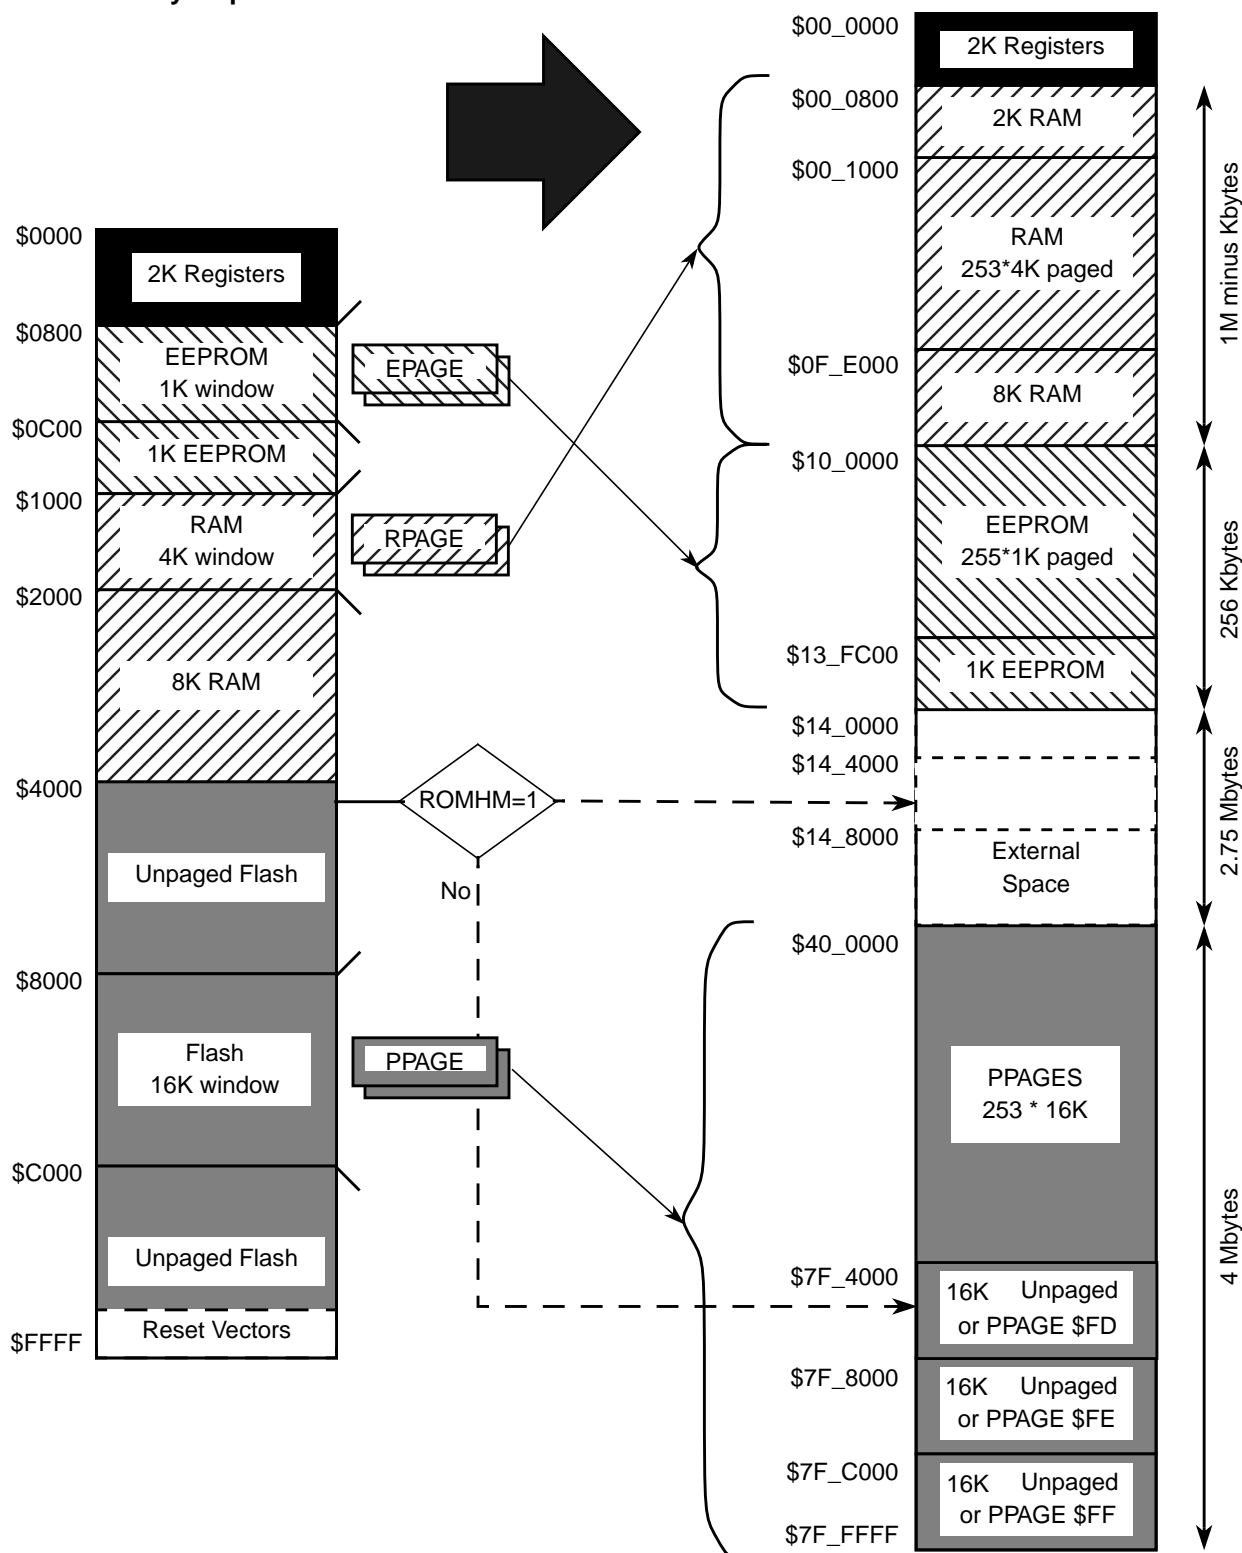 $0000
2K Registers
$0800
EEPROM
1K window
$0C00
1K EEPROM
$1000
RAM
4K window
$2000
8K RAM
$4000
Unpaged Flash
$8000
Flash
16K window
$C000
Unpaged Flash
Reset Vectors
$FFFF
EPAGE
RPAGE
ROMHM=1
No
PPAGE
$00_0000
2K Registers
$00_0800
2K RAM
$00_1000
RAM
253*4K paged
$0F_E000
8K RAM
$10_0000
EEPROM
255*1K paged
$13_FC00
1K EEPROM
$14_0000
$14_4000
$14_8000
External
Space
$40_0000
PPAGES
253 * 16K
$7F_4000
16K Unpaged
or PPAGE $FD
$7F_8000
16K Unpaged
or PPAGE $FE
$7F_C000
16K Unpaged
or PPAGE $FF
$7F_FFFF
1M minus Kbytes
256 Kbytes
2.75 Mbytes
4 Mbytes